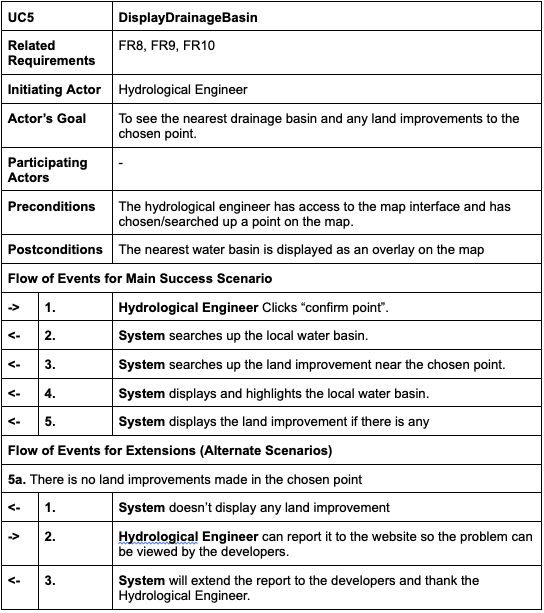 UC5 DisplayDrainageBasin
Related Requirements FR8, FR9, FR10
Initiating Actor Hydrological Engineer
Actor's Goal To see the nearest drainage basin and any land improvements to the
chosen point.
Participating Actors -
Preconditions The hydrological engineer has access to the map interface and has
chosen/searched up a point on the map.
Postconditions The nearest water basin is displayed as an overlay on the map
Flow of Events for Main Success Scenario
-> 1. Hydrological Engineer Clicks “confirm point”.
<- 2. System searches up the local water basin.
<- 3. System searches up the land improvement near the chosen point.
<- 4. System displays and highlights the local water basin.
<- 5. System displays the land improvement if there is any
Flow of Events for Extensions (Alternate Scenarios)
5a. There is no land improvements made in the chosen point
<- 1. System doesn't display any land improvement
-> 2. Hydrological Engineer can report it to the website so the problem can
be viewed by the developers.
<- 3. System will extend the report to the developers and thank the
Hydrological Engineer.